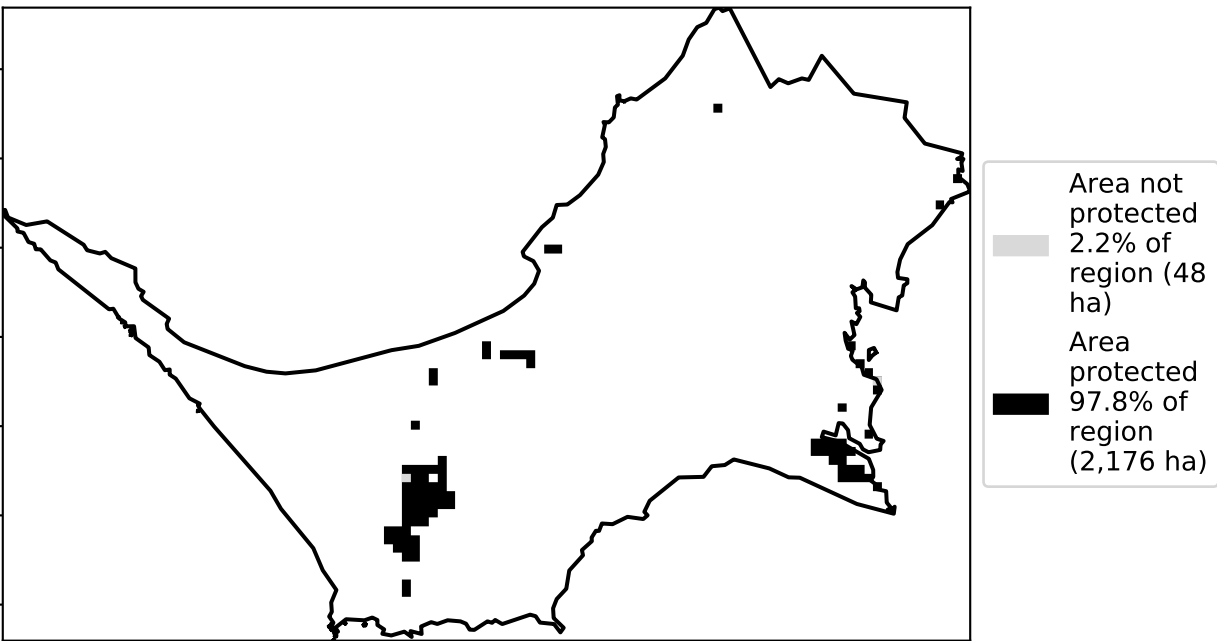 Area not
protected
2.2% of
region (48
ha)
Area
protected
97.8% of
region
(2,176 ha)